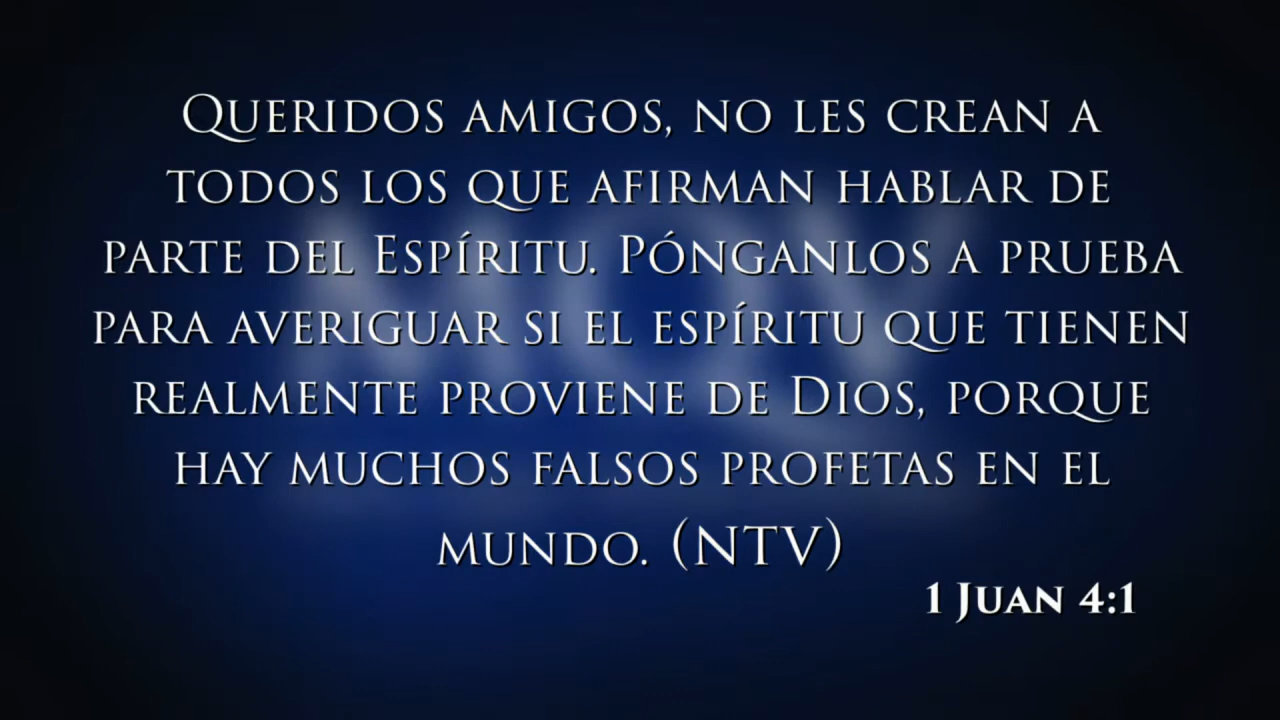 Queridos amigos, no les crean a
todos los que afirman hablar de
parte del Espíritu. Pónganlos a prueba
para averiguar si el espíritu que tienen
realmente proviene de Dios, porque
hay muchos falsos profetas en el
mundo. (NTV)
1 Juan 4:1